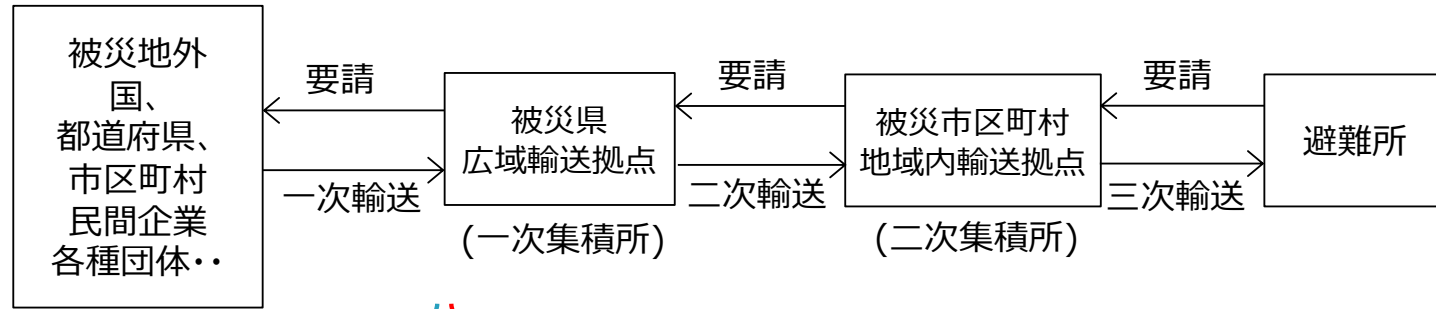 被災地外
国、
都道府県、
市区町村
民間企業
各種団体・・
要請
一次輸送
被災県
広域輸送拠点
(一次集積所)
要請
二次輸送
被災市区町村
地域内輸送拠点
(二次集積所)
要請
三次輸送
避難所